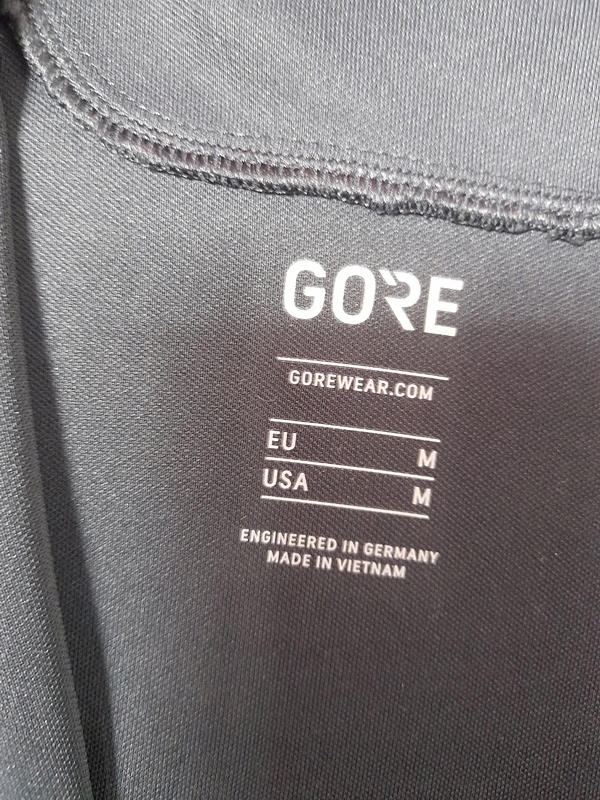 GORE
GOREWEAR.COM
EU M
USA M
ENGINEERED IN GERMANY
MADE IN VIETNAM